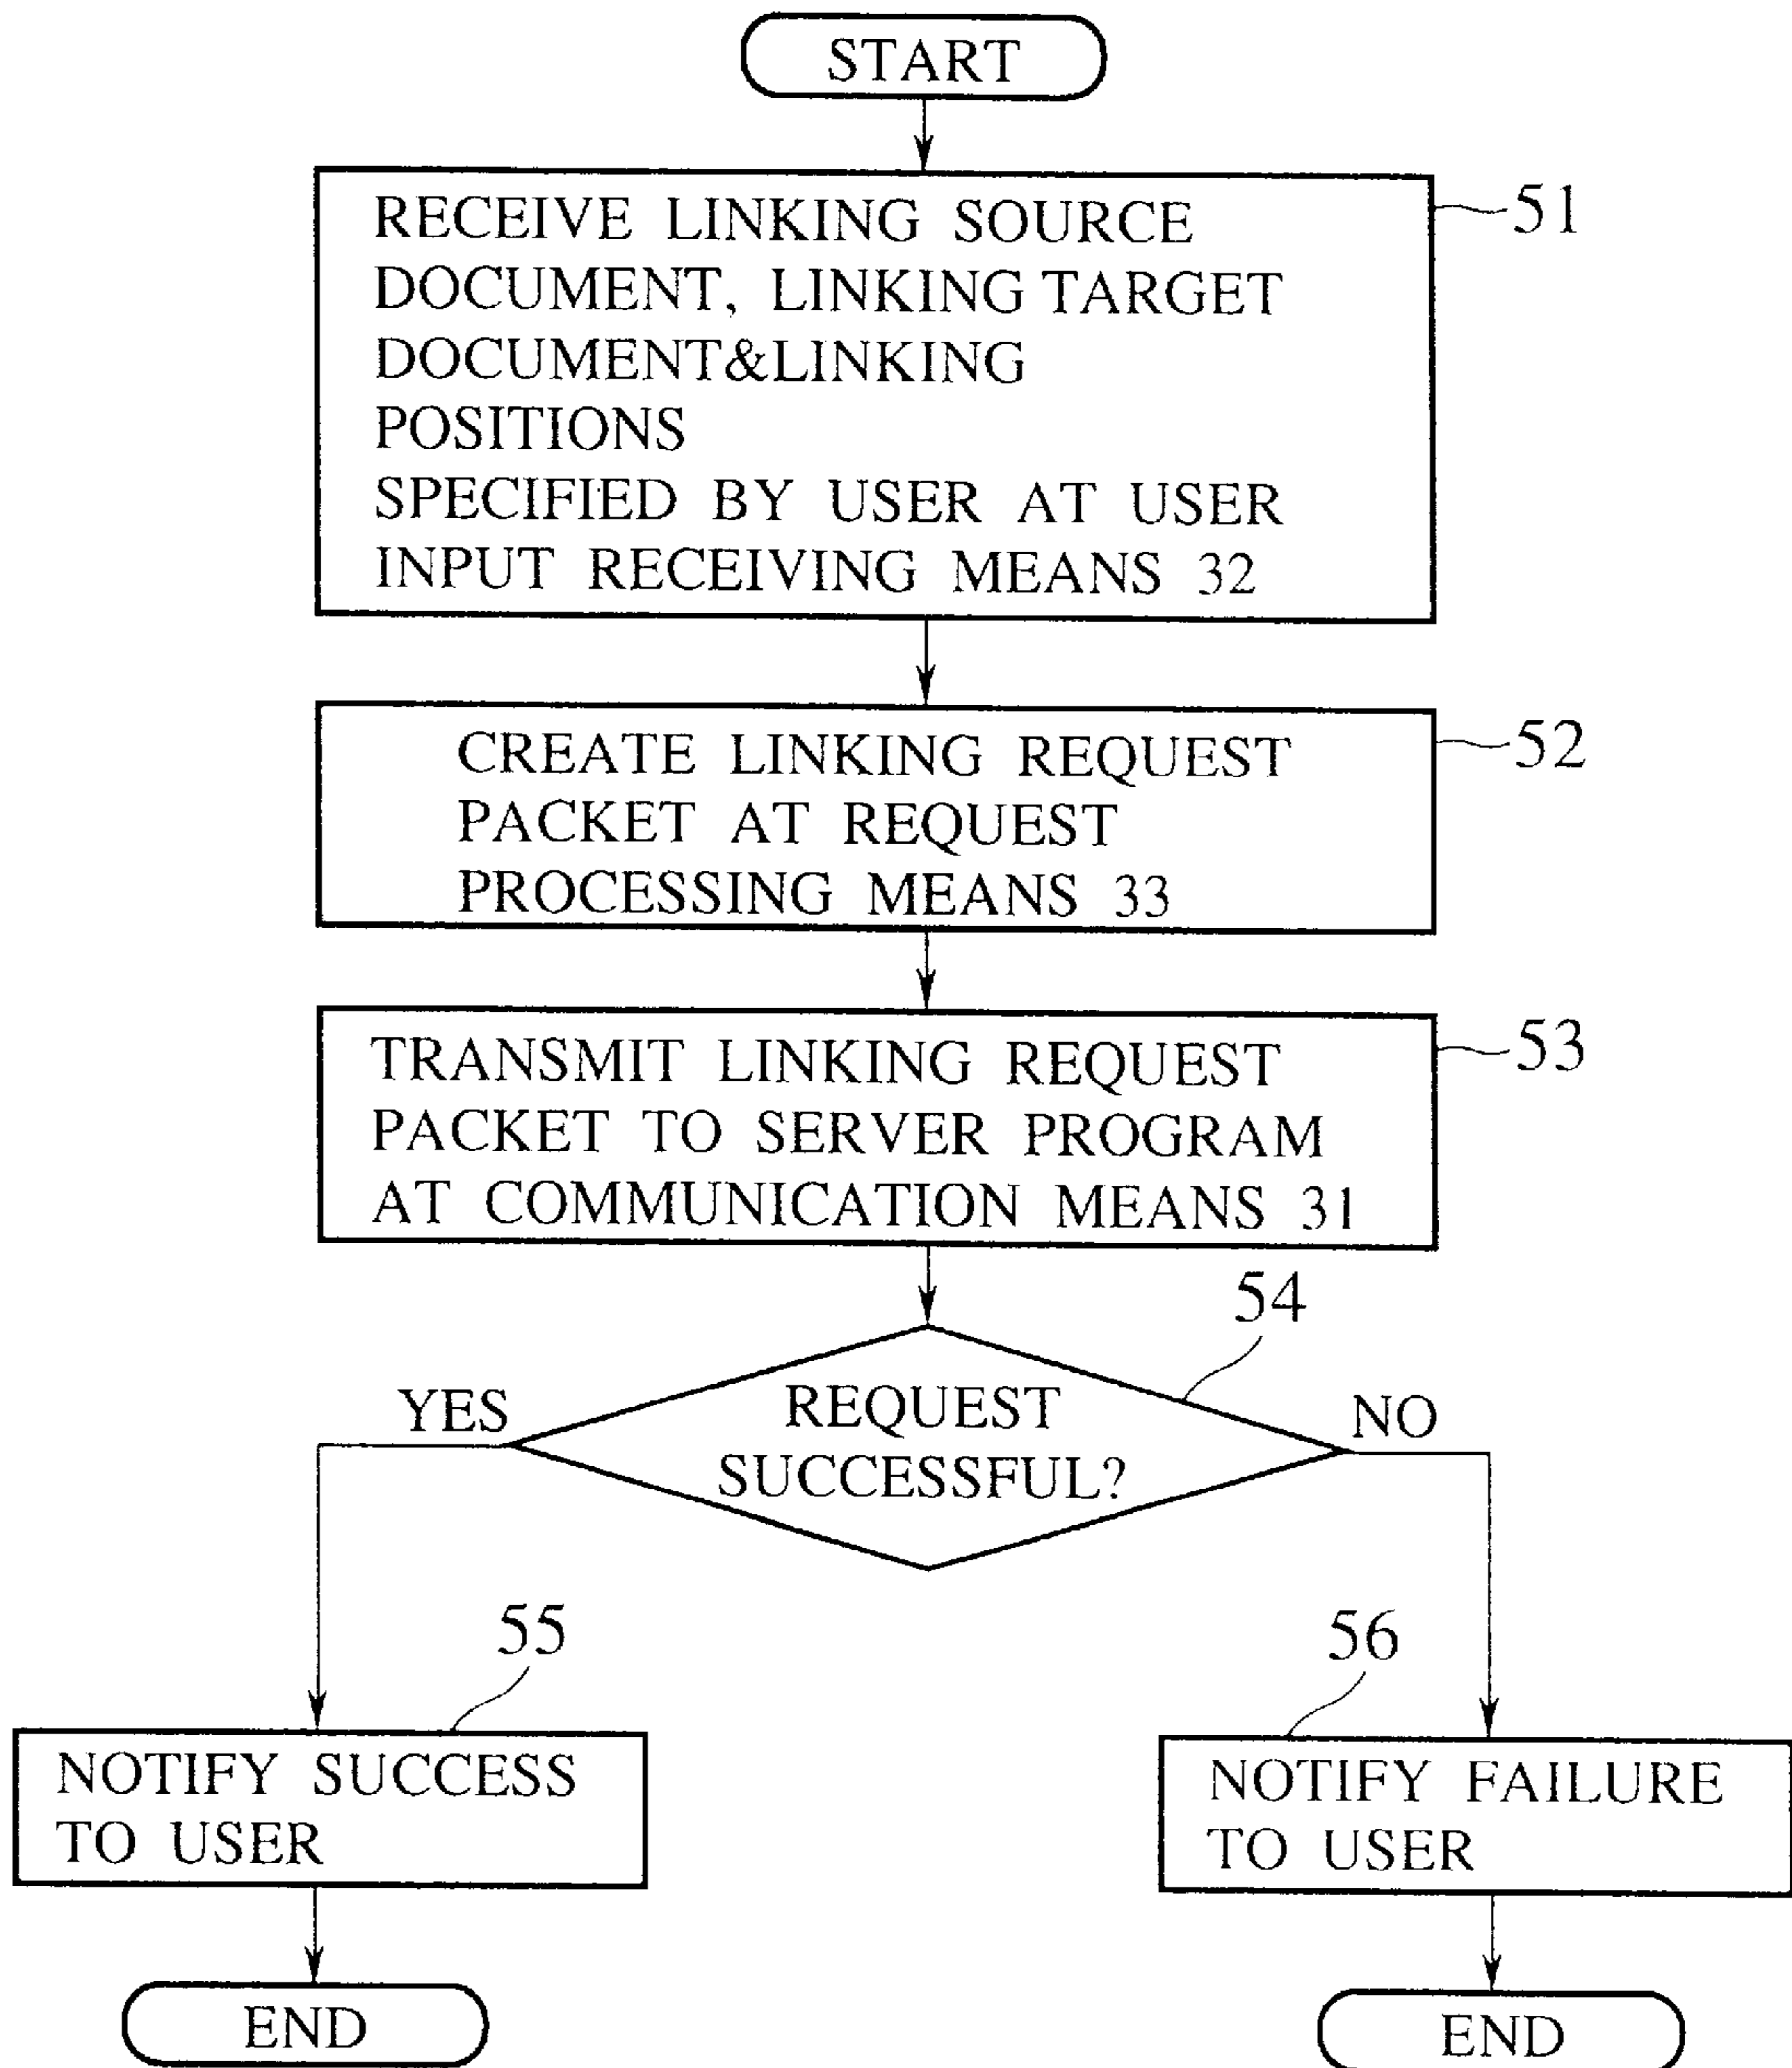 START
RECEIVE LINKING SOURCE
DOCUMENT, LINKING TARGET
DOCUMENT&LINKING
POSITIONS
SPECIFIED BY USER AT USER
INPUT RECEIVING MEANS 32
51
CREATE LINKING REQUEST
PACKET AT REQUEST
PROCESSING MEANS 33
52
TRANSMIT LINKING REQUEST
PACKET TO SERVER PROGRAM
AT COMMUNICATION MEANS 31
53
54
YES
REQUEST
SUCCESSFUL?
NO
55
56
NOTIFY SUCCESS
TO USER
NOTIFY FAILURE
TO USER
END
END